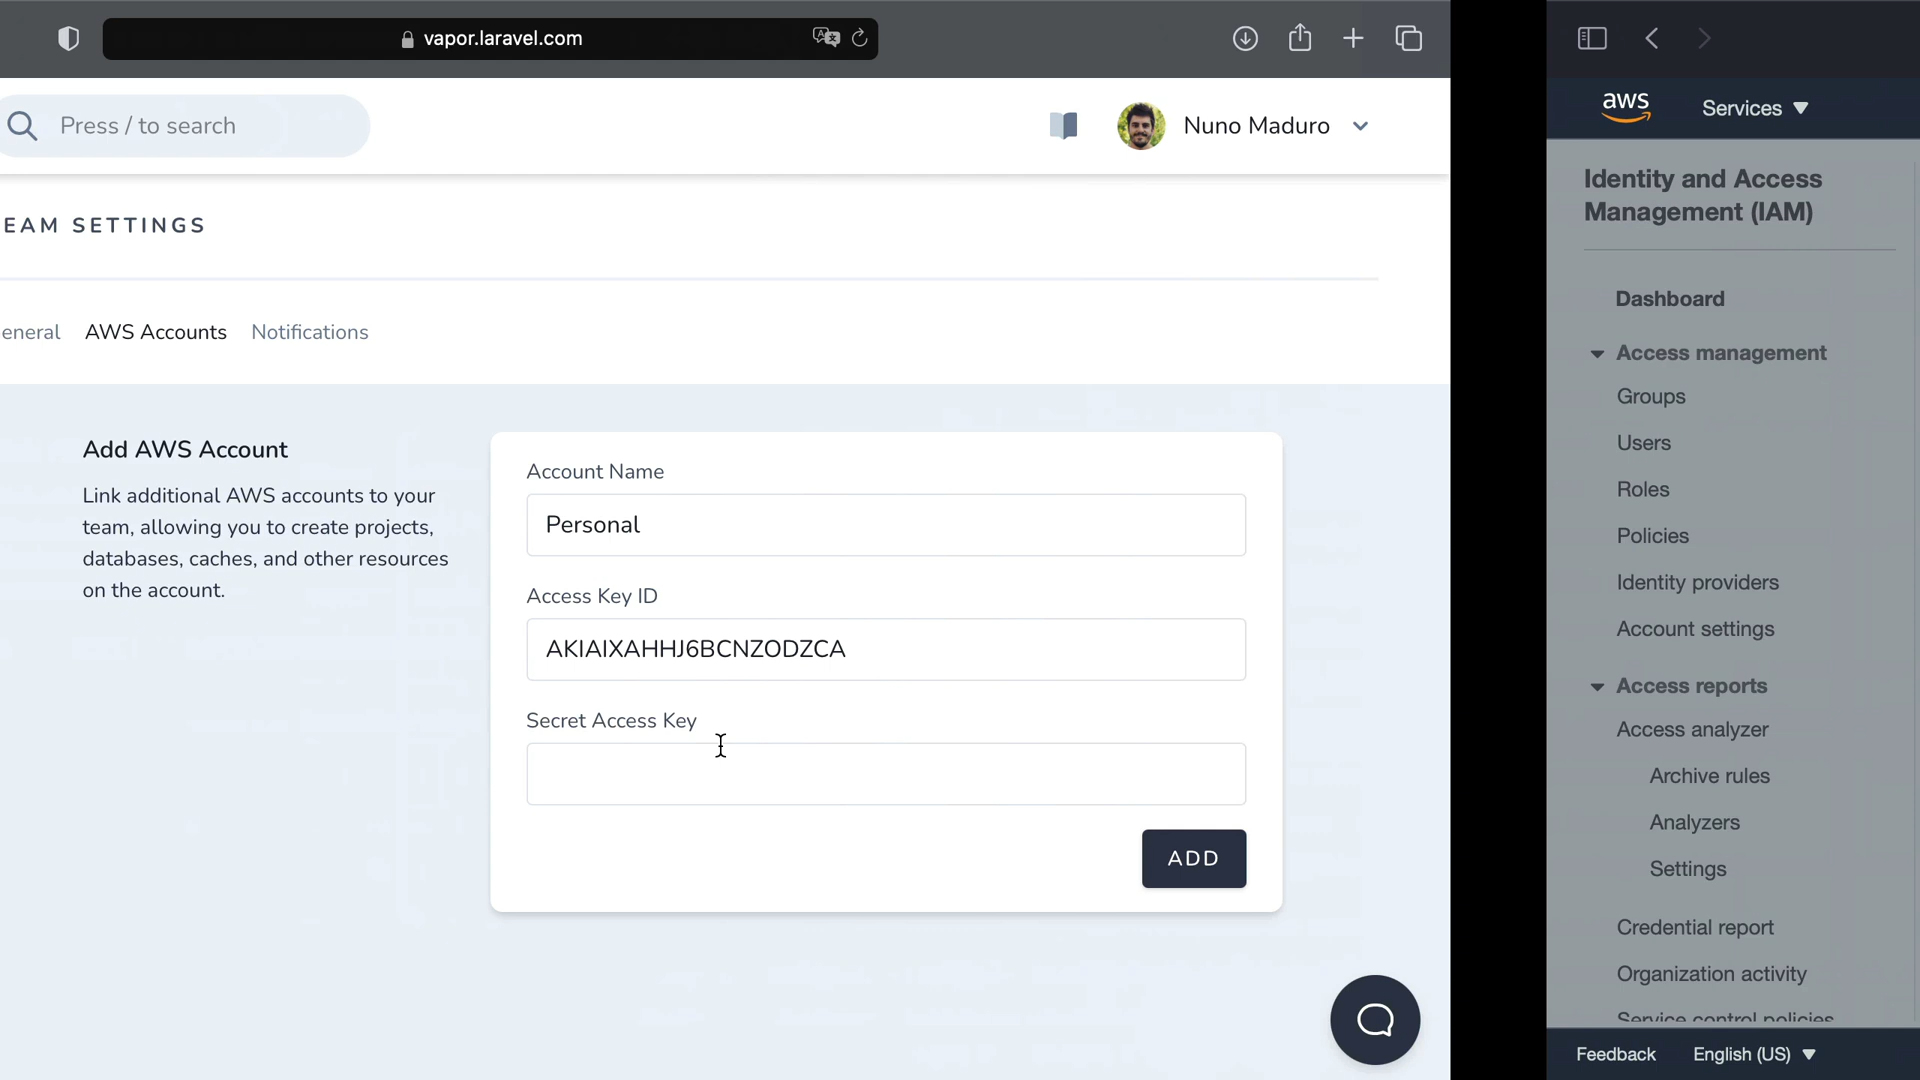 vapor.laravel.com
Press / to search
Nuno Maduro
EAM SETTINGS
eneral AWS Accounts Notifications
Add AWS Account
Link additional AWS accounts to your
team, allowing you to create projects,
databases, caches, and other resources
on the account.
Account Name
Personal
Access Key ID
AKIAIXAHHJ6BCNZODZCA
Secret Access Key
ADD
aws
Services
Identity and Access
Management (IAM)
Dashboard
Access management
Groups
Users
Roles
Policies
Identity providers
Account settings
Access reports
Access analyzer
Archive rules
Analyzers
Settings
Credential report
Organization activity
Service control policies
Feedback English (US)